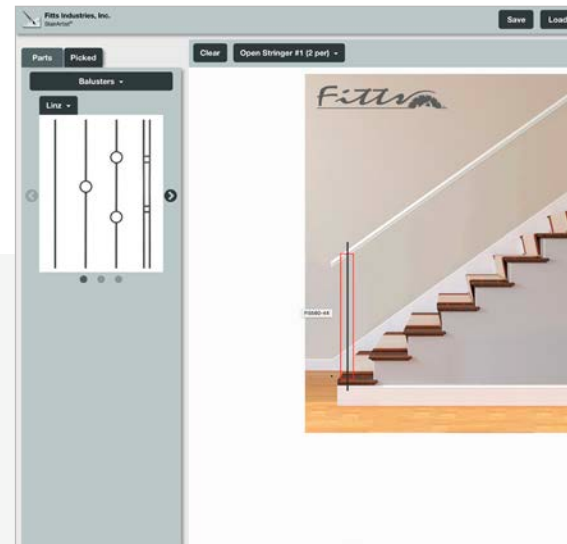 Fitts Industries, Inc.
StairArtist®
Save
Load
Parts
Picked
Clear
Open Stringer #1 (2 per)
Balusters
Linz
Fitts